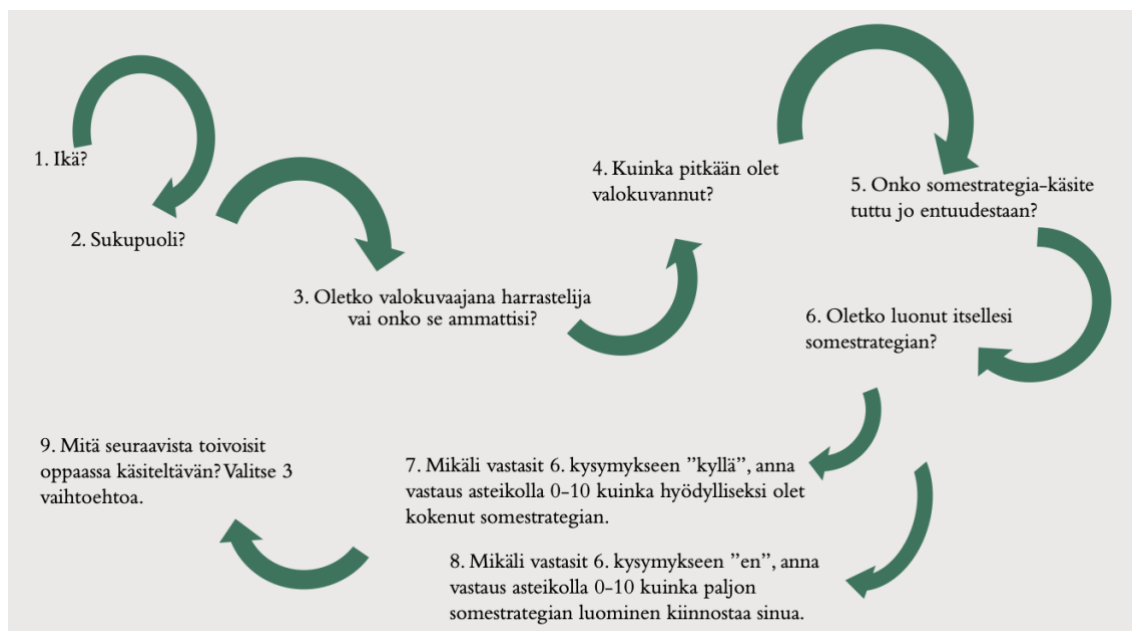 1. Ikä?
2. Sukupuoli?
3. Oletko valokuvaajana harrastelija
vai onko se ammattisi?
4. Kuinka pitkään olet
valokuvannut?
5. Onko somestrategia-käsite
tuttu jo entuudestaan?
6. Oletko luonut itsellesi
somestrategian?
7. Mikäli vastasit 6. kysymykseen ”kyllä”, anna
vastaus asteikolla 0-10 kuinka hyödylliseksi olet
kokenut somestrategian.
8. Mikäli vastasit 6. kysymykseen ”en”, anna
vastaus asteikolla 0-10 kuinka paljon
somestrategian luominen kiinnostaa sinua.
9. Mitä seuraavista toivoisit
oppaassa käsiteltävän? Valitse 3
vaihtoehtoa.